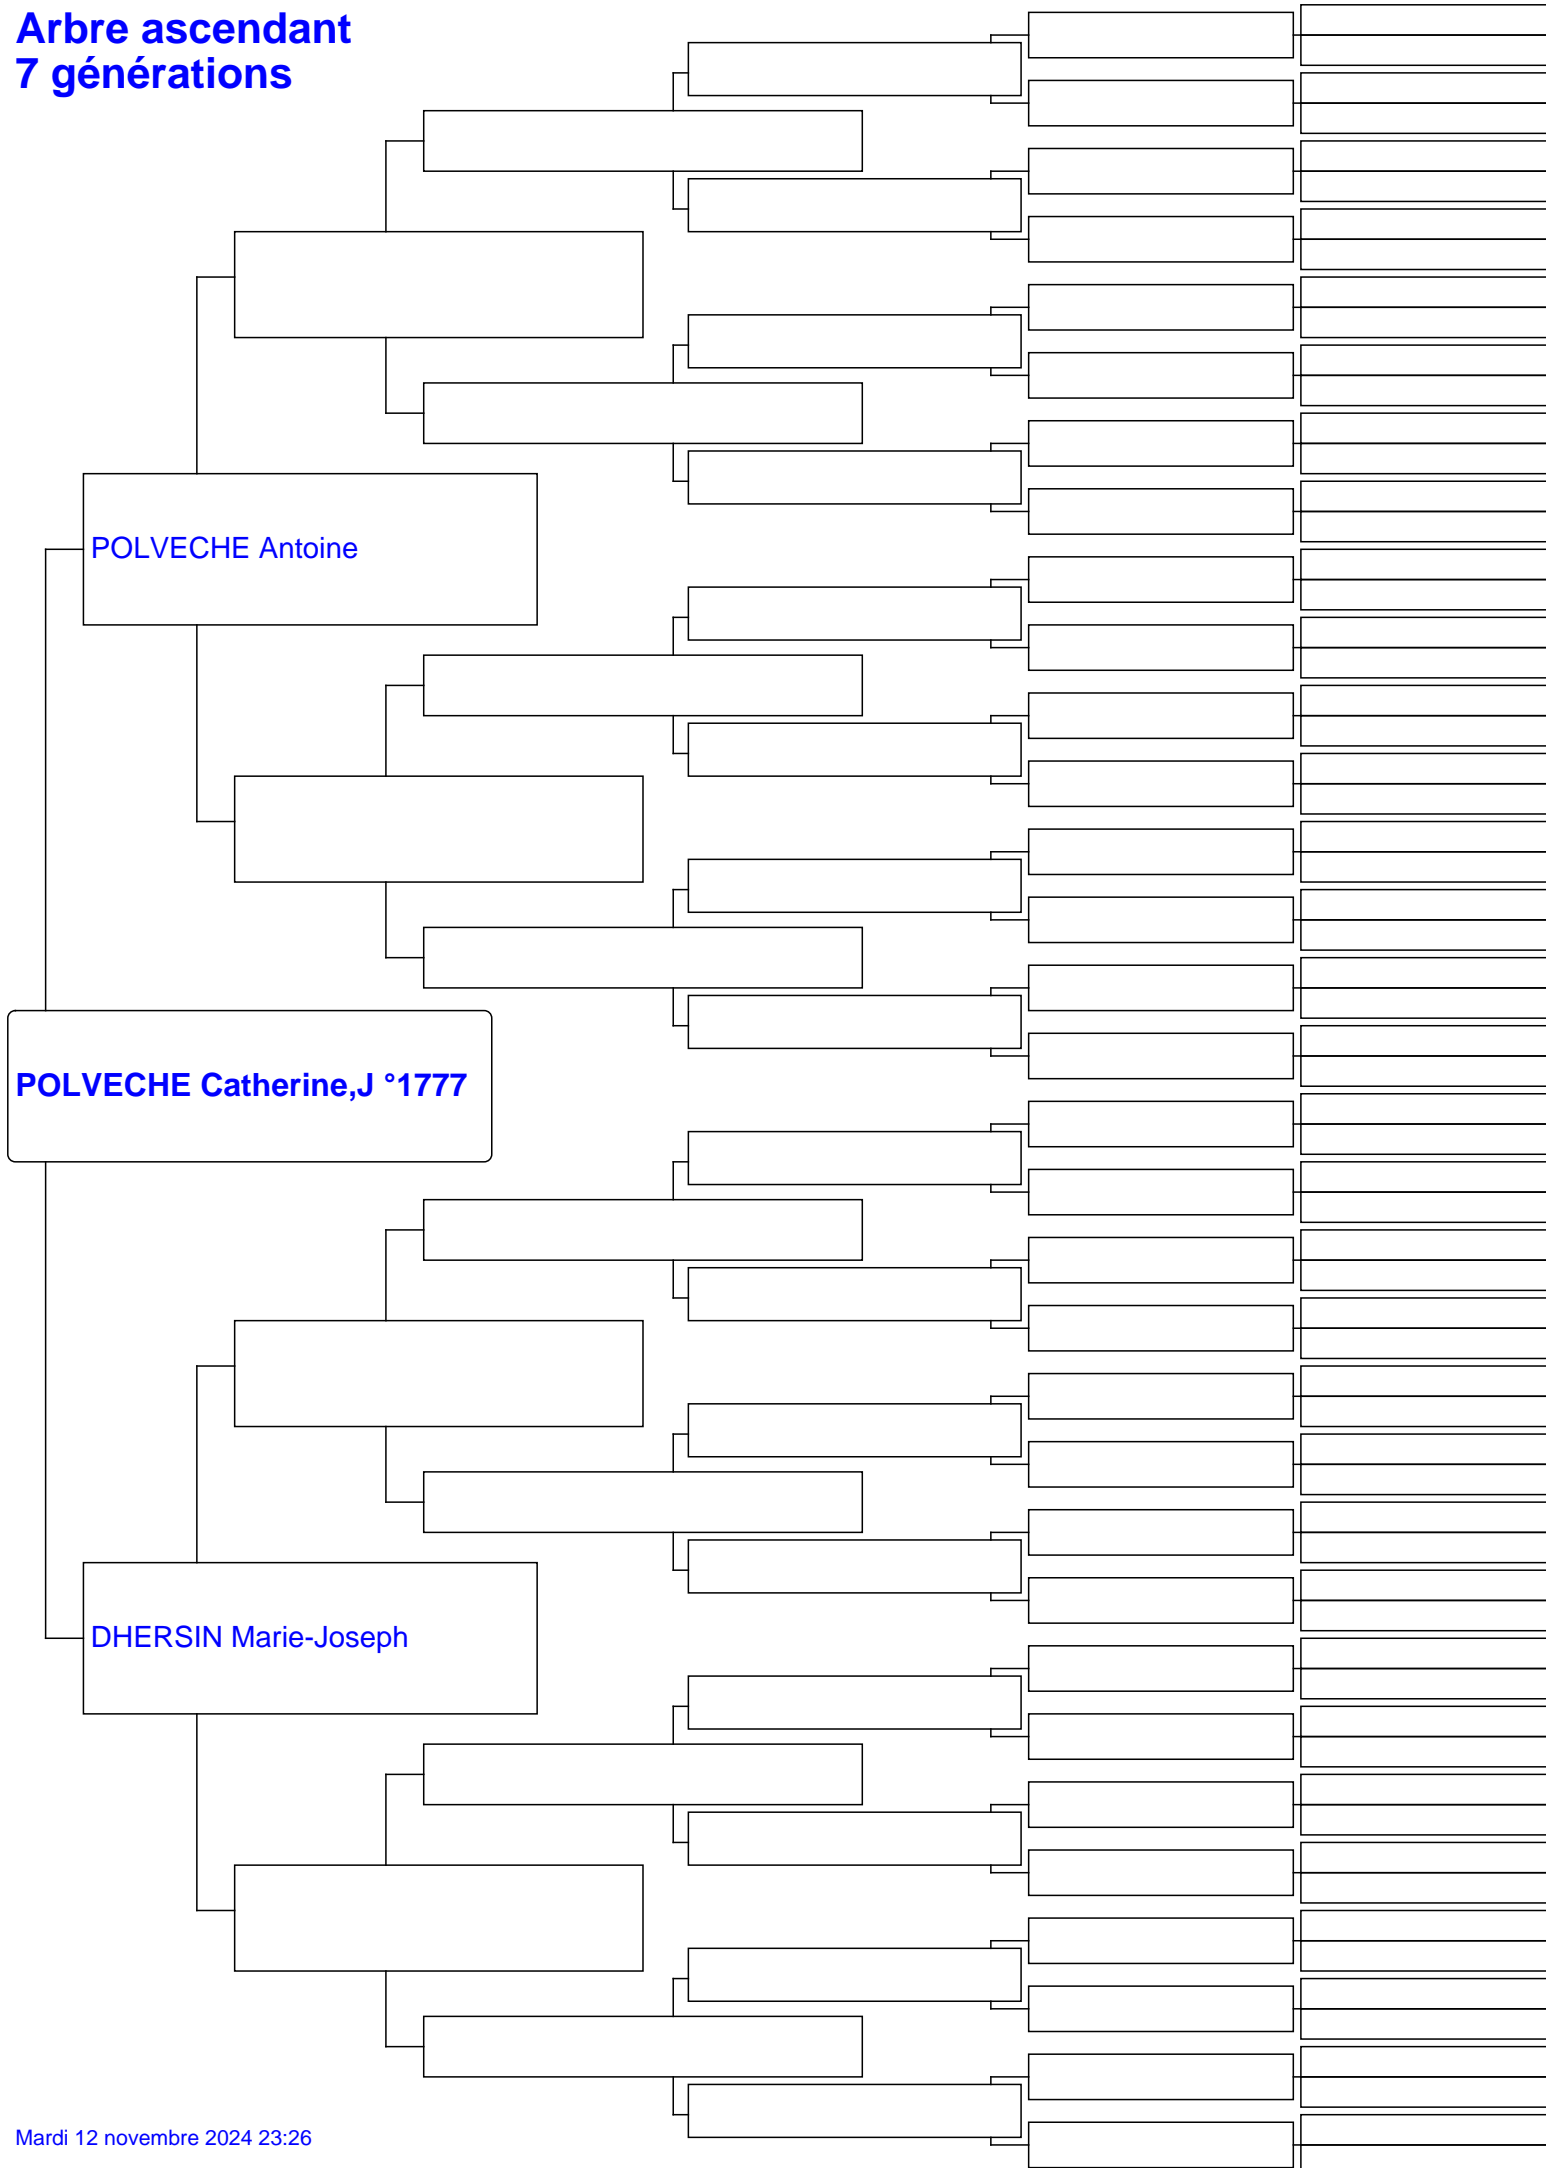 Arbre ascendant
7 générations
POLVECHE Antoine
POLVECHE Catherine,J °1777
DHERSIN Marie-Joseph
Mardi 12 novembre 2024 23:26